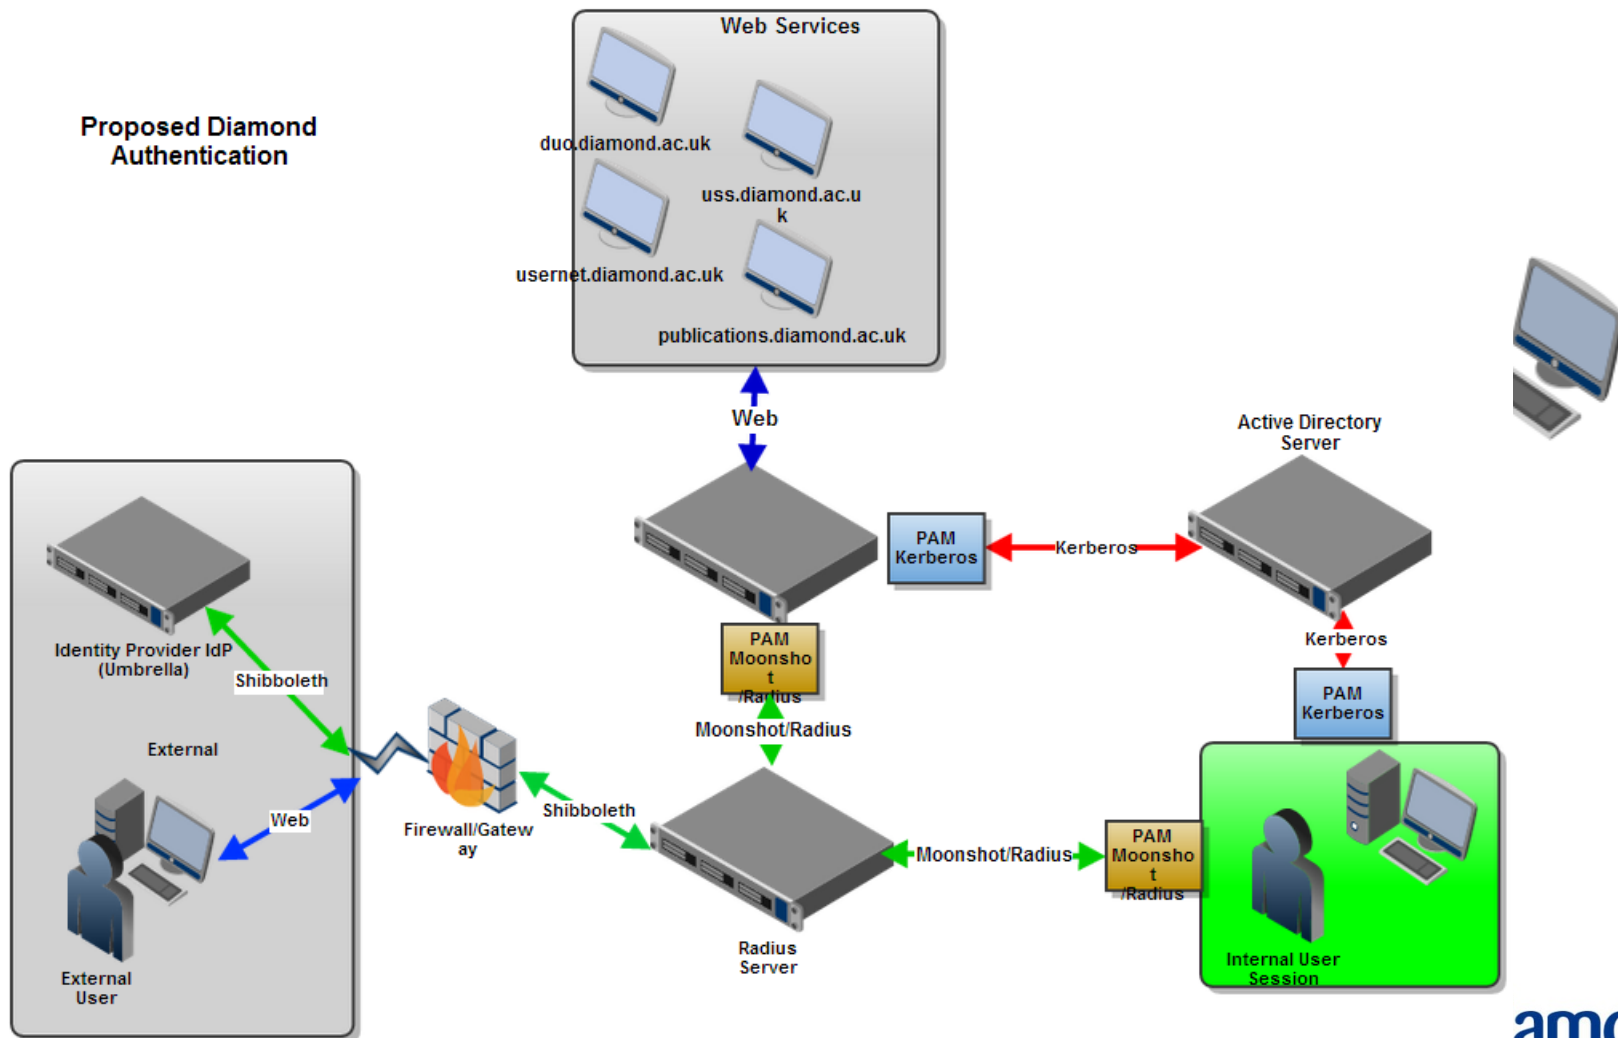 Proposed Diamond
Authentication
Web Services
duo.diamond.ac.uk
uss.diamond.ac.u
k
usernet.diamond.ac.uk
publications.diamond.ac.uk
Web
Active Directory
Server
PAM
Kerberos
Kerberos
Kerberos
PAM
Kerberos
PAM
Moonsho
t
/Radius
Moonshot/Radius
Identity Provider IdP
(Umbrella)
Shibboleth
External
Web
External
User
Firewall/Gatew
ay
Shibboleth
Radius
Server
Moonshot/Radius
PAM
Moonsho
t
/Radius
Internal User
Session